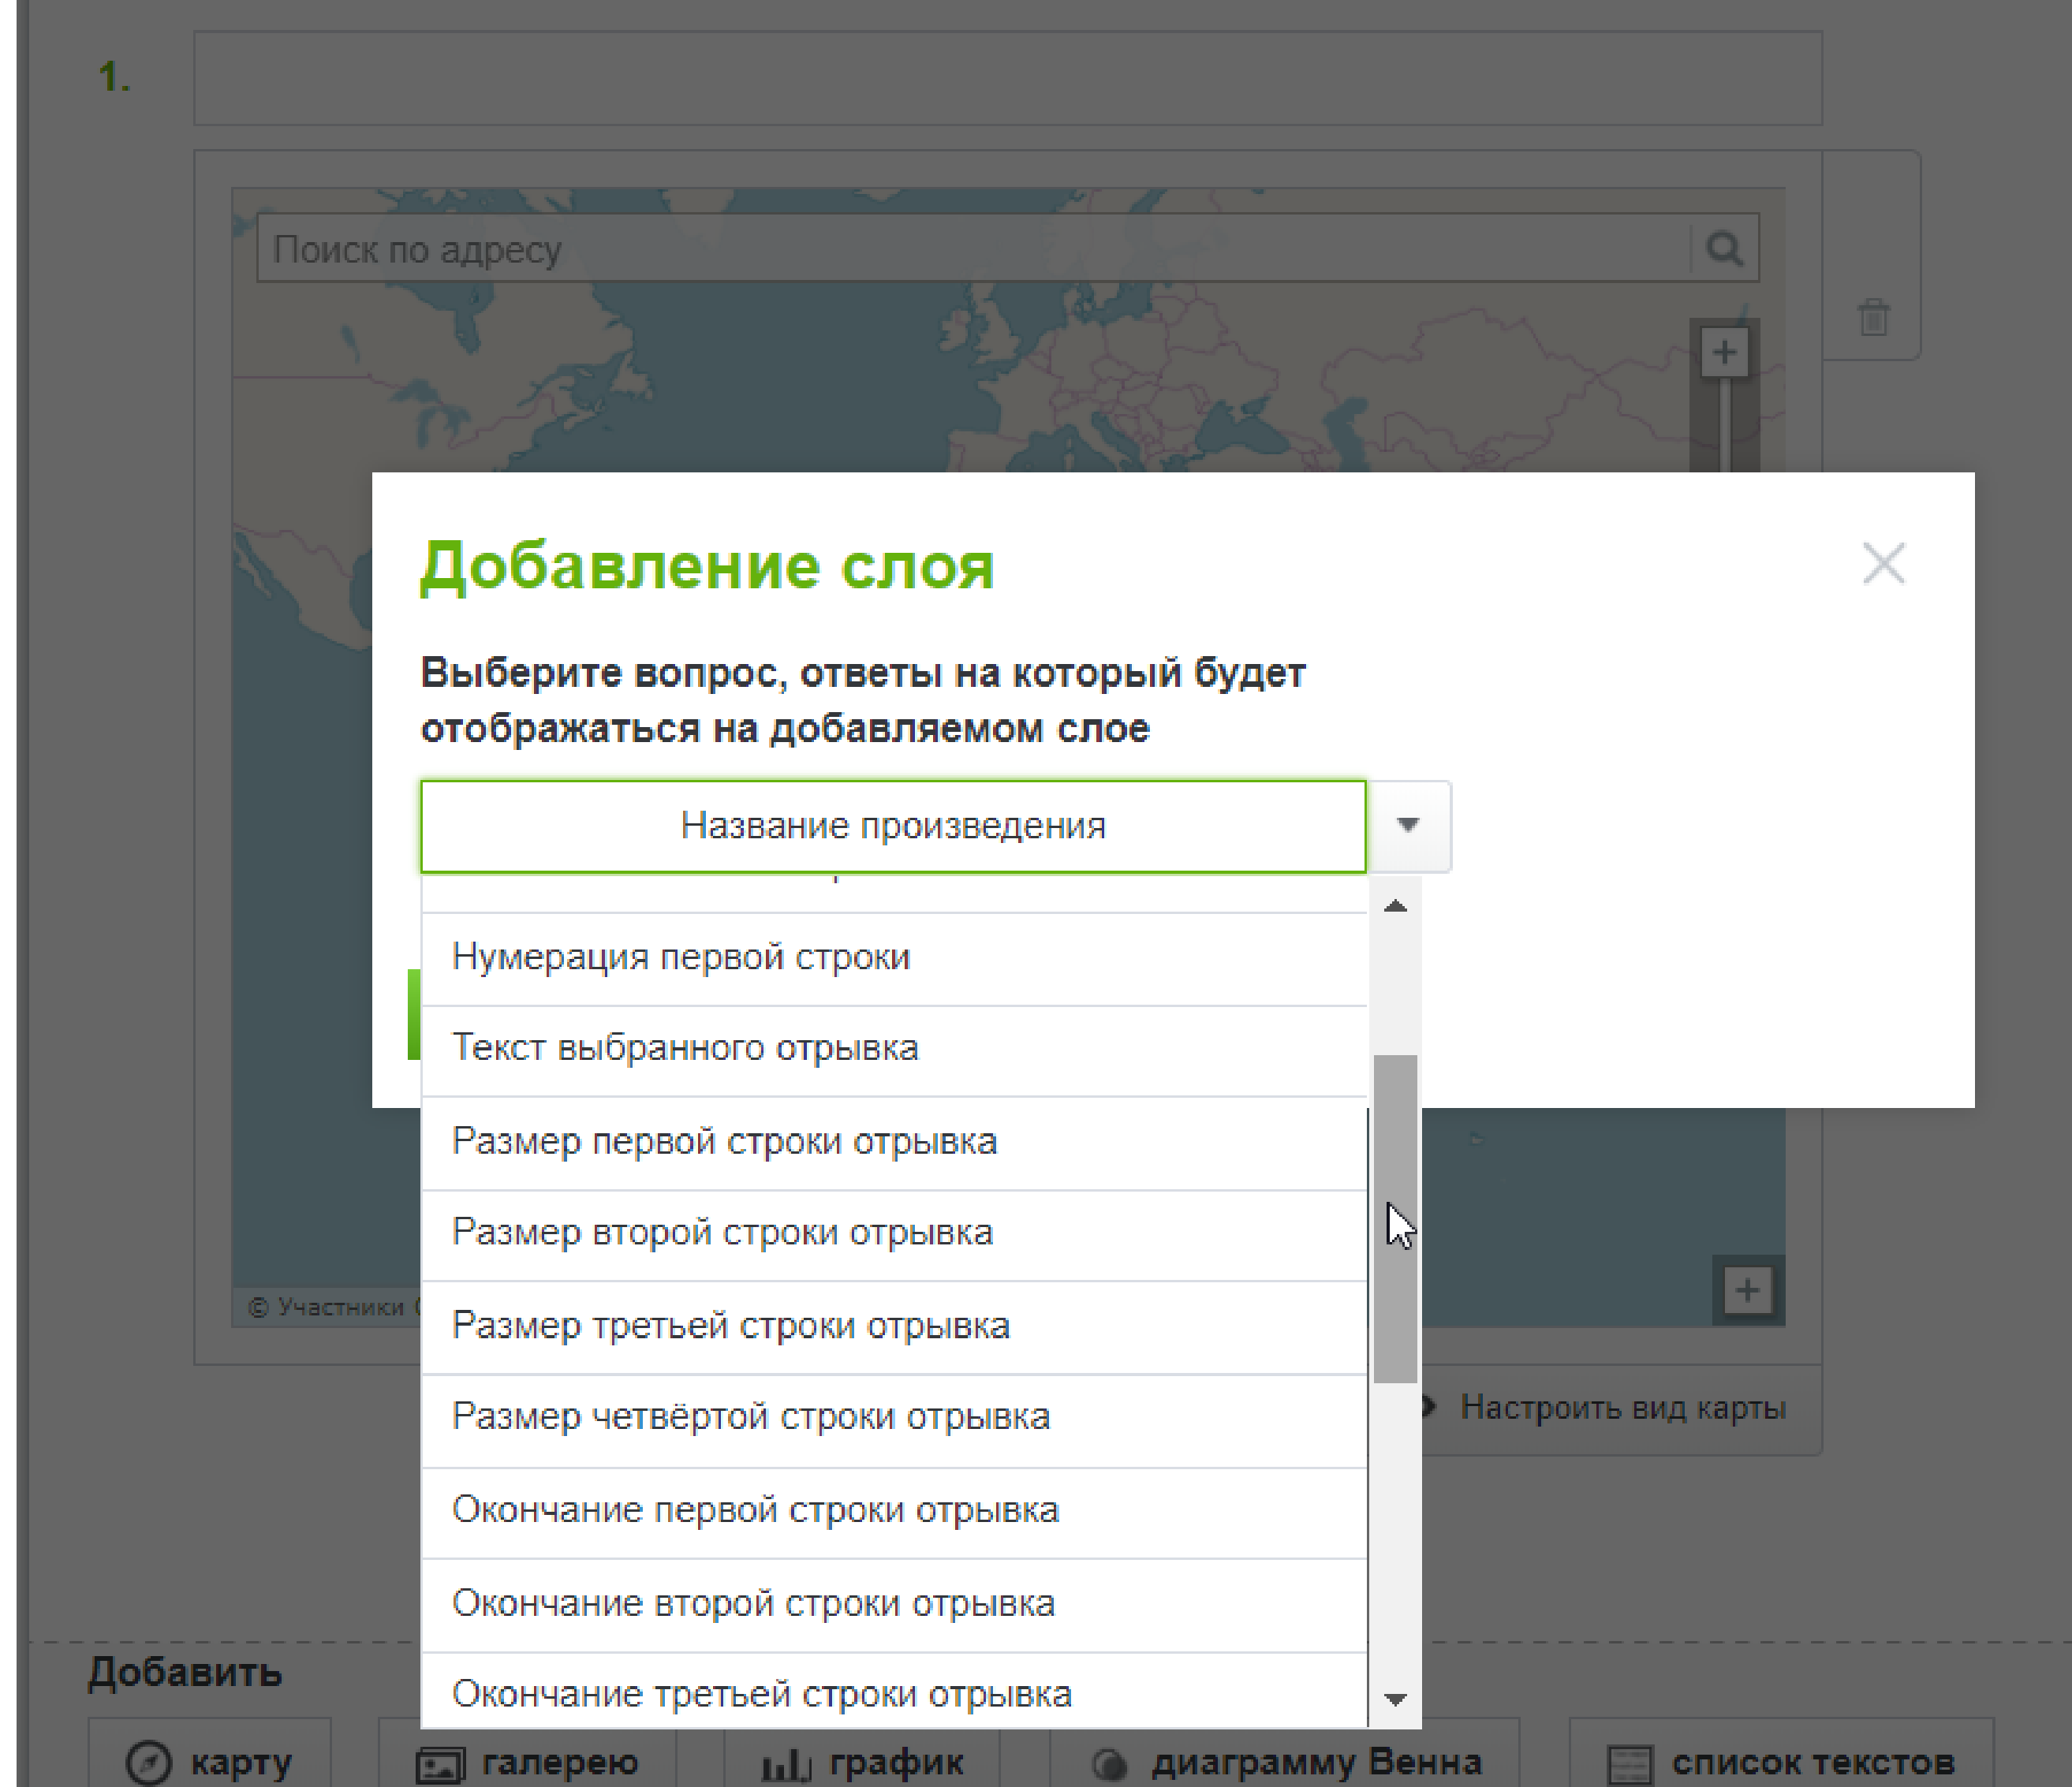 1.
Поиск по адресу
Добавление слоя
Выберите вопрос, ответы на который будет
отображаться на добавляемом слое
Название произведения
Нумерация первой строки
Текст выбранного отрывка
Размер первой строки отрывка
Размер второй строки отрывка
Размер третьей строки отрывка
Размер четвёртой строки отрывка
Окончание первой строки отрывка
Окончание второй строки отрывка
Окончание третьей строки отрывка
© Участники
Настроить вид карты
Добавить
карту
галерею
график
диаграмму Венна
список текстов